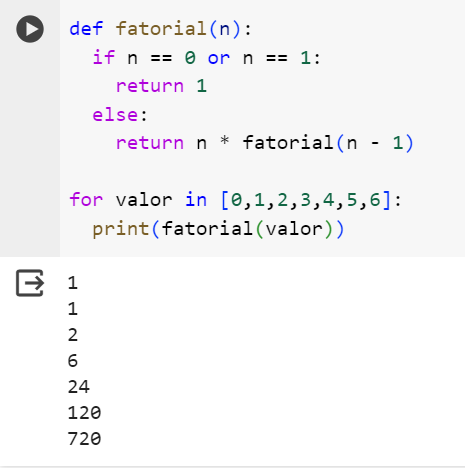 def fatorial(n):
  if n == 0 or n == 1:
    return 1
  else:
    return n * fatorial(n - 1)

for valor in [0,1,2,3,4,5,6]:
  print(fatorial(valor))
1
1
2
6
24
120
720